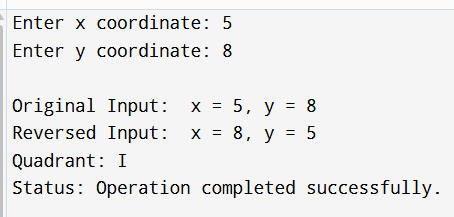 Enter x coordinate: 5
Enter y coordinate: 8
Original Input:  x = 5, y = 8
Reversed Input:  x = 8, y = 5
Quadrant: I
Status: Operation completed successfully.